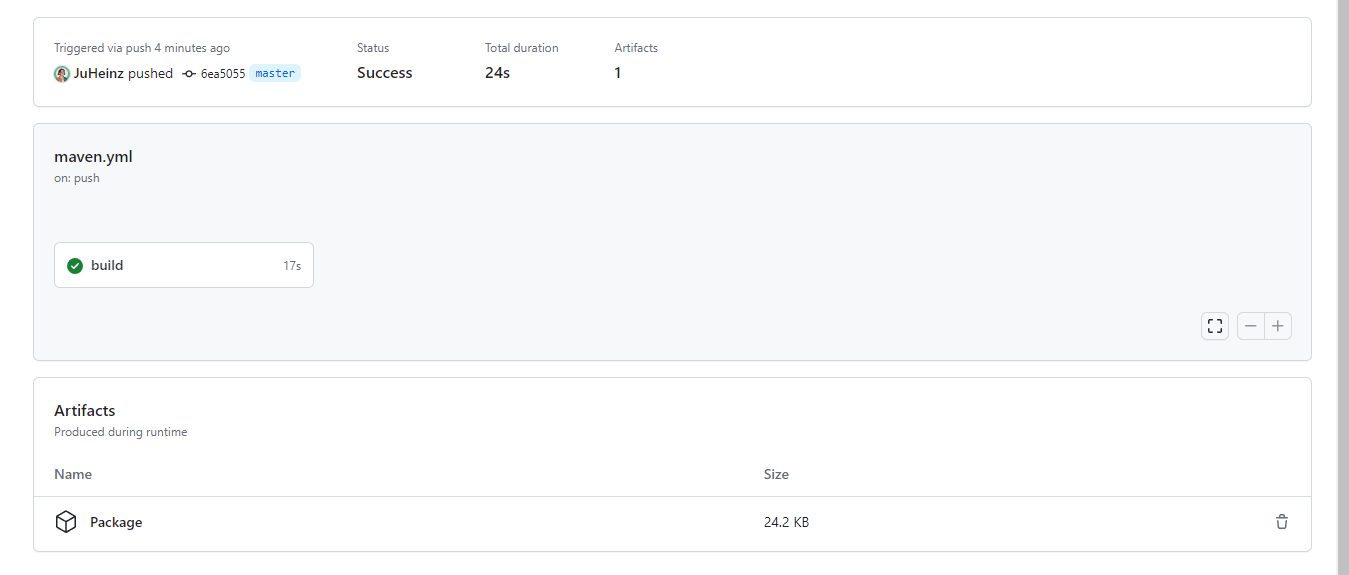 Triggered via push 4 minutes ago Status Total duration Artifacts
JuHeinz pushed 6ea5055 master Success 24s 1
maven.yml
on: push
build 17s
Artifacts
Produced during runtime
Name Size
Package 24.2 KB